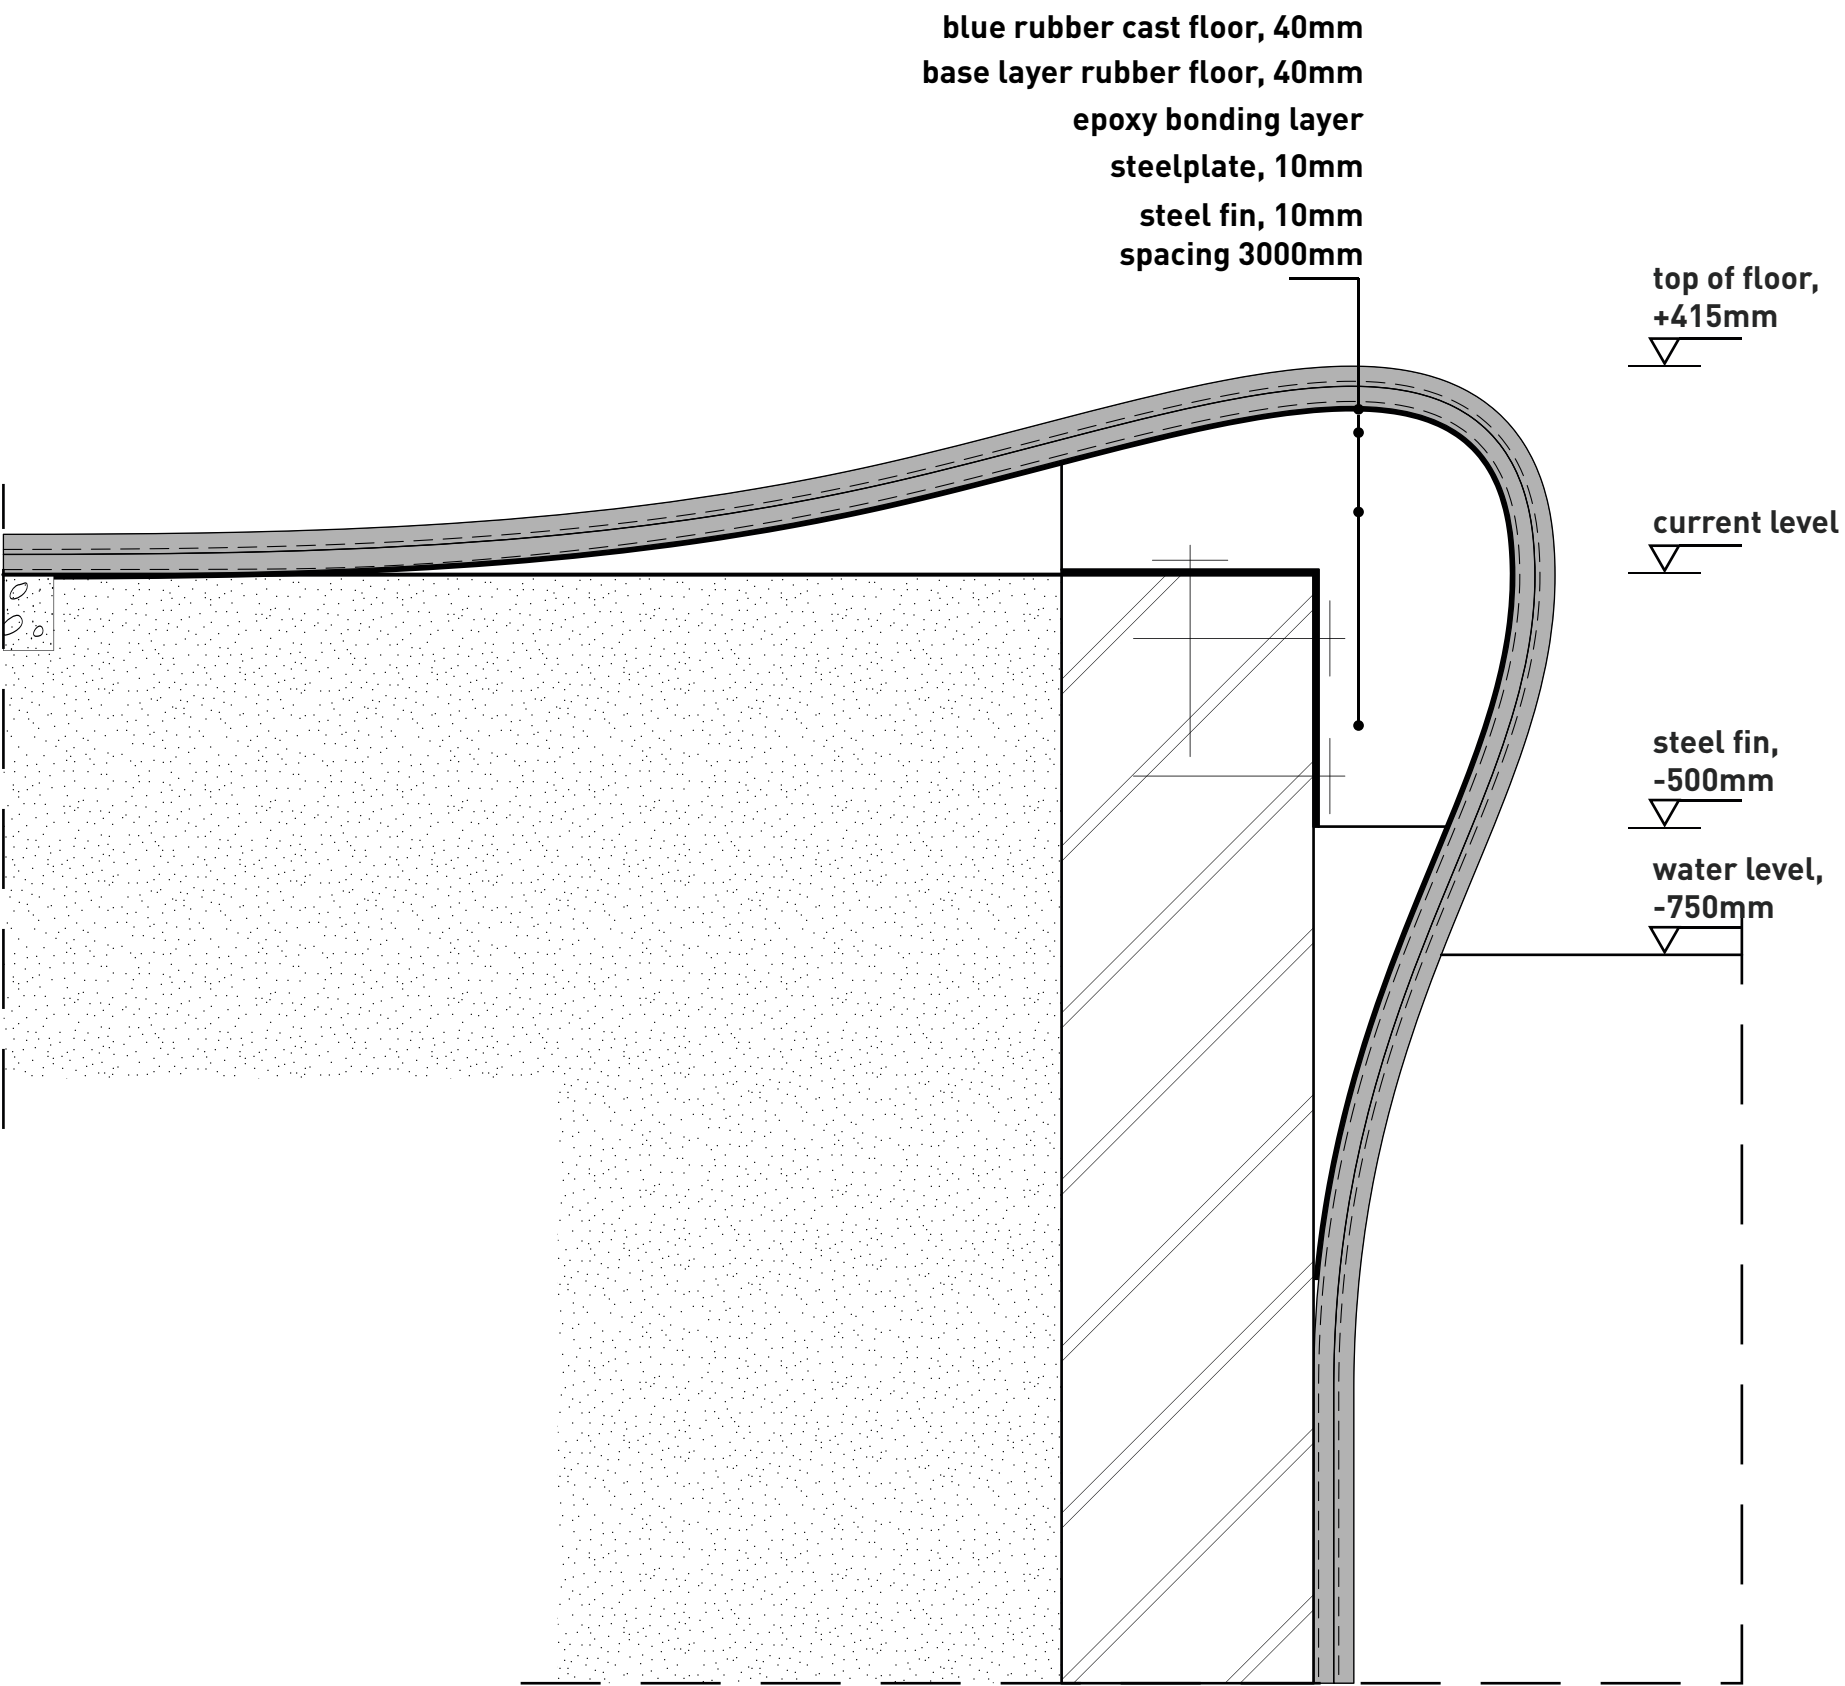 blue rubber cast floor, 40mm
base layer rubber floor, 40mm
epoxy bonding layer
steelplate, 10mm
steel fin, 10mm
spacing 3000mm
top of floor,
+415mm
current level
steel fin,
-500mm
water level,
-750mm